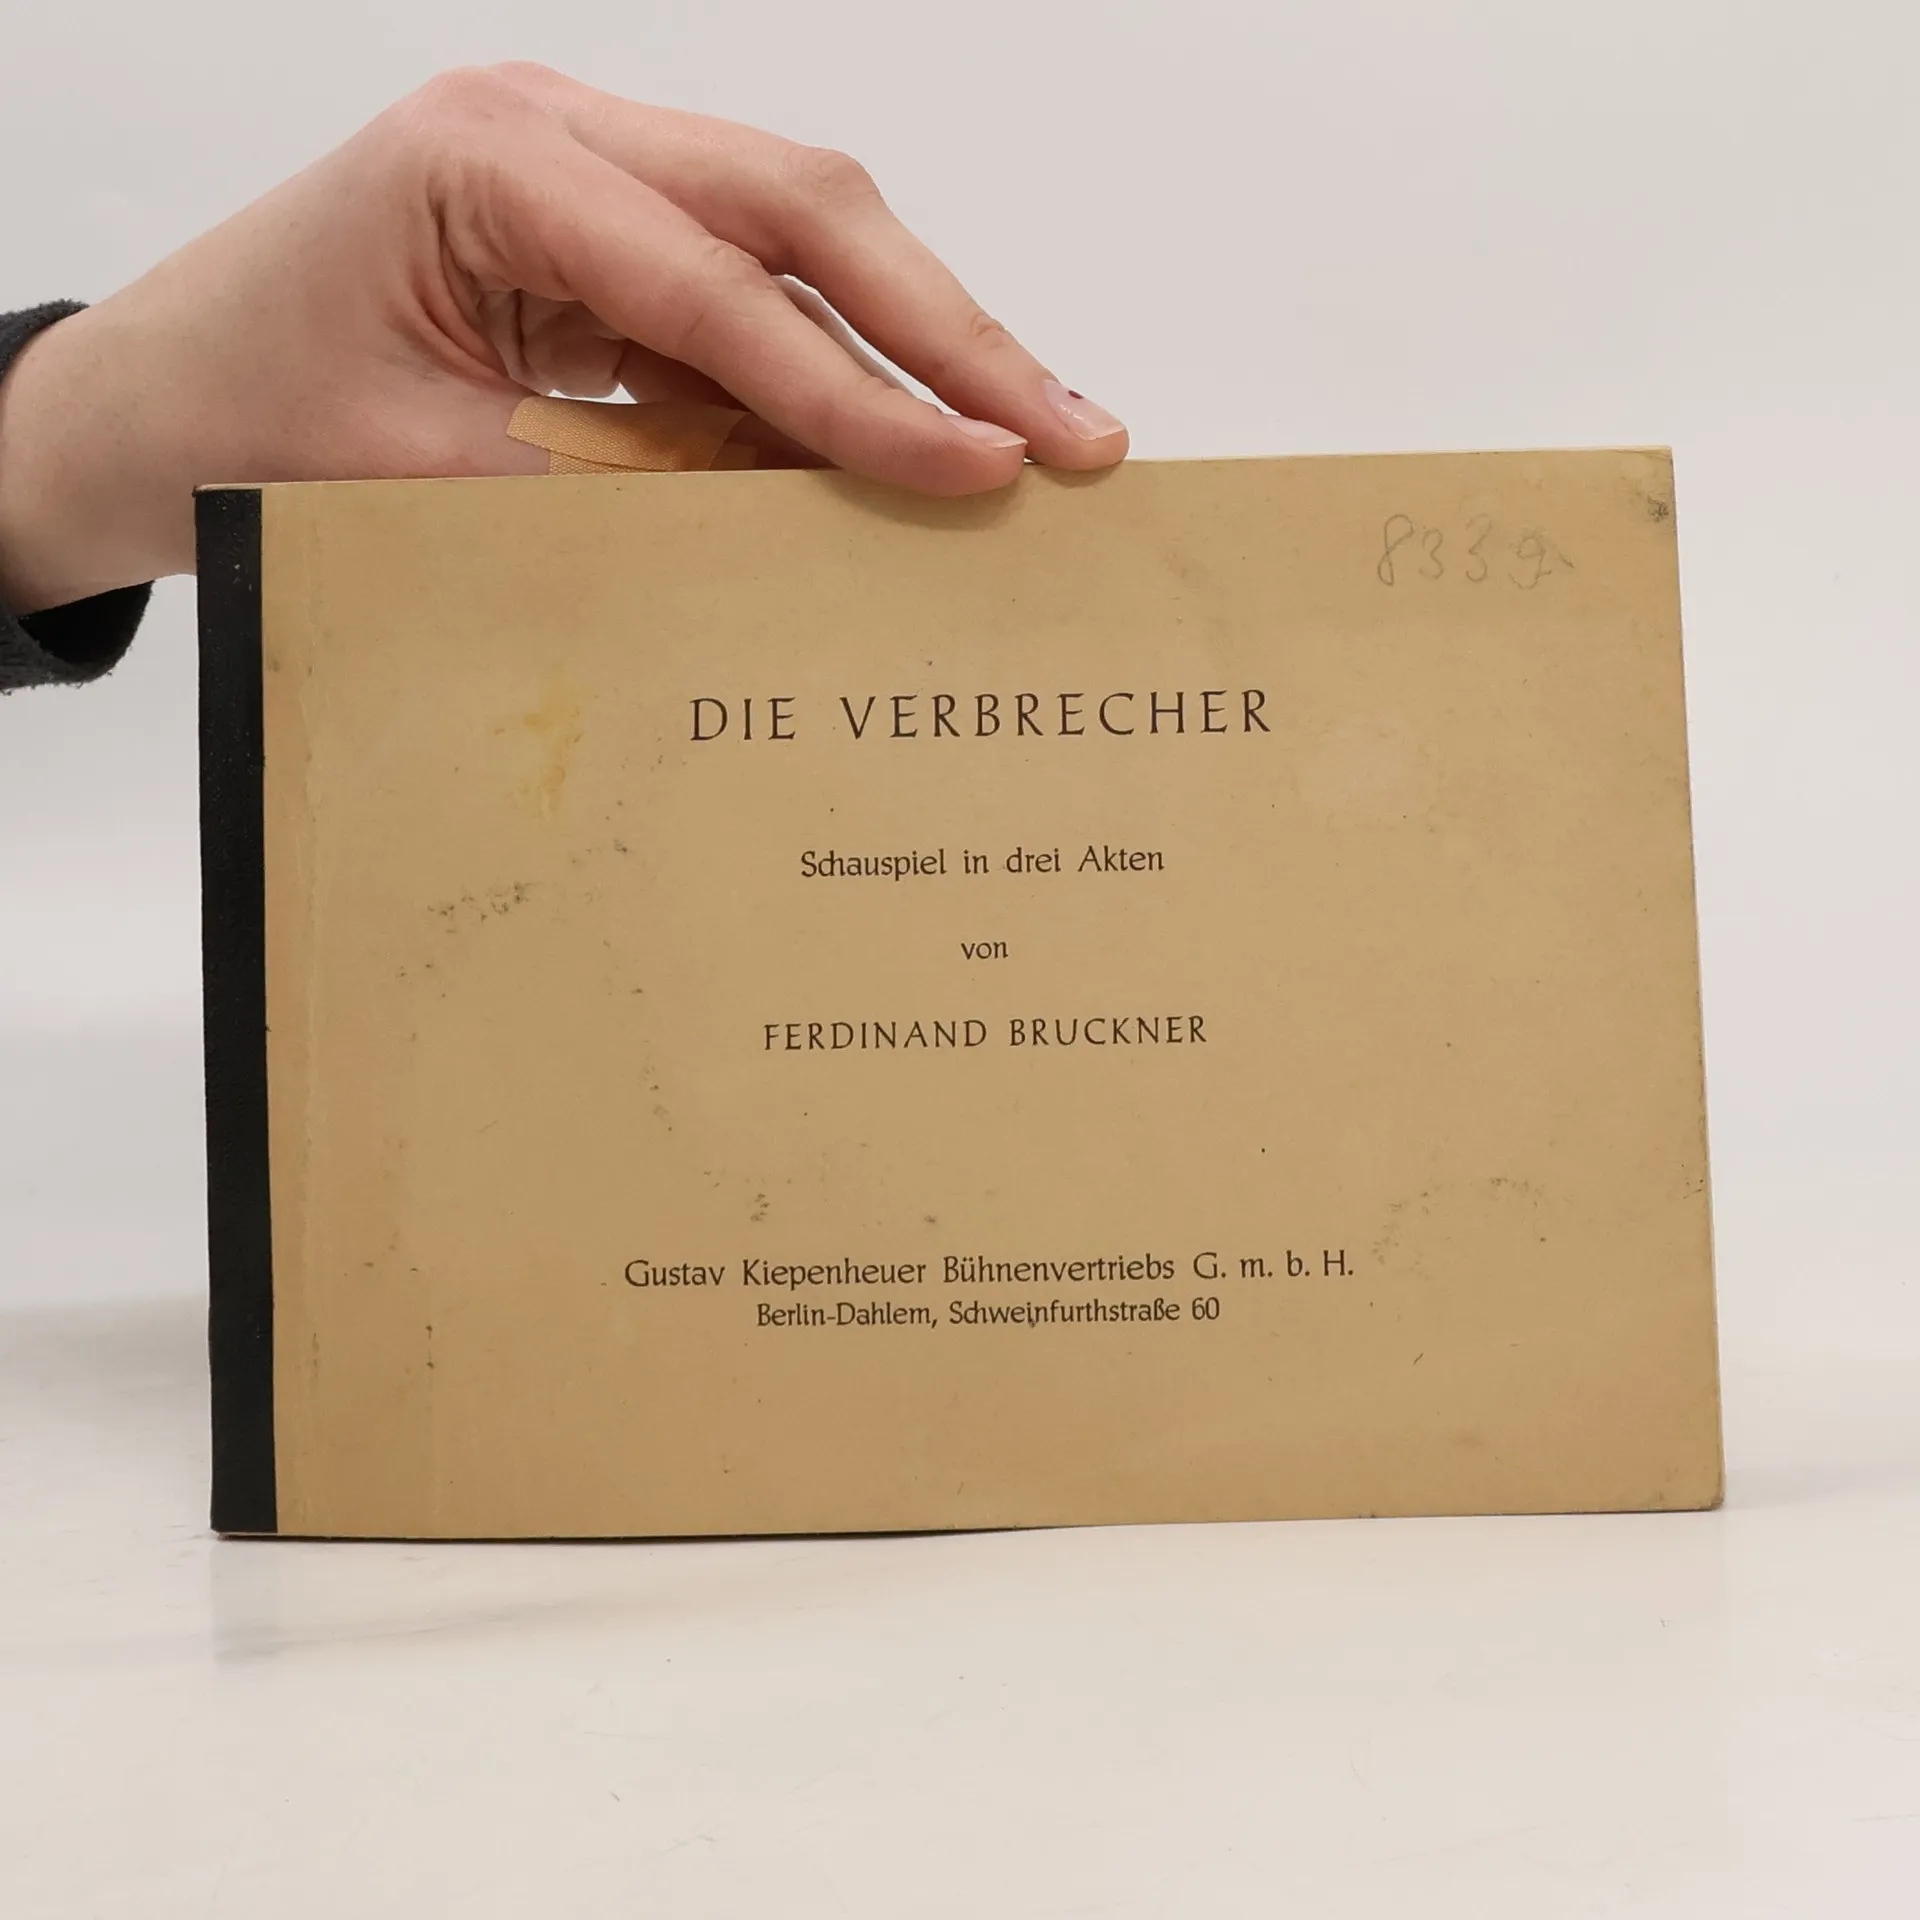 8339
DIE VERBRECHER
Schauspiel in drei Akten
von
FERDINAND BRUCKNER
Gustav Kiepenheuer Bühnenvertriebs G. m. b. H.
Berlin-Dahlem, Schweinfurthstraße 60